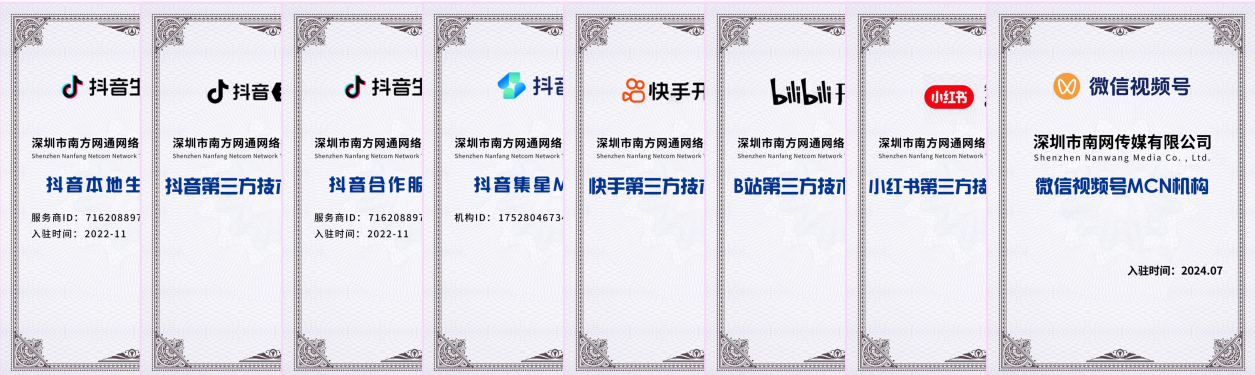 抖音生
深圳市南方网通网络
Shenzhen Nanfang Netcom Network
抖音本地生
服务商ID: 716208897
入驻时间: 2022-11
抖音
深圳市南方网通网络
Shenzhen Nanfang Netcom Network
抖音第三方技
抖音生
深圳市南方网通网络
Shenzhen Nanfang Netcom Network
抖音合作服
服务商ID: 716208897
入驻时间: 2022-11
抖音
深圳市南方网通网络
Shenzhen Nanfang Netcom Network
抖音集星M
机构ID: 1752804673
快手开
深圳市南方网通网络
Shenzhen Nanfang Netcom Network
快手第三方技
bilibili开
深圳市南方网通网络
Shenzhen Nanfang Netcom Network
B站第三方技
小红书
深圳市南方网通网络
Shenzhen Nanfang Netcom Network
小红书第三方技
微信视频号
深圳市南网传媒有限公司
Shenzhen Nanwang Media Co., Ltd.
微信视频号MCN机构
入驻时间: 2024.07